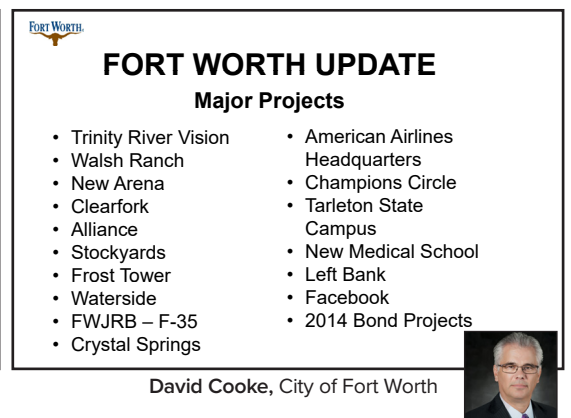 FORT WORTH
FORT WORTH UPDATE
Major Projects
• Trinity River Vision
• Walsh Ranch
• New Arena
• Clearfork
• Alliance
• Stockyards
• Frost Tower
• Waterside
• FWJRB – F-35
• Crystal Springs
• American Airlines
Headquarters
• Champions Circle
• Tarleton State
Campus
• New Medical School
• Left Bank
• Facebook
• 2014 Bond Projects
David Cooke, City of Fort Worth